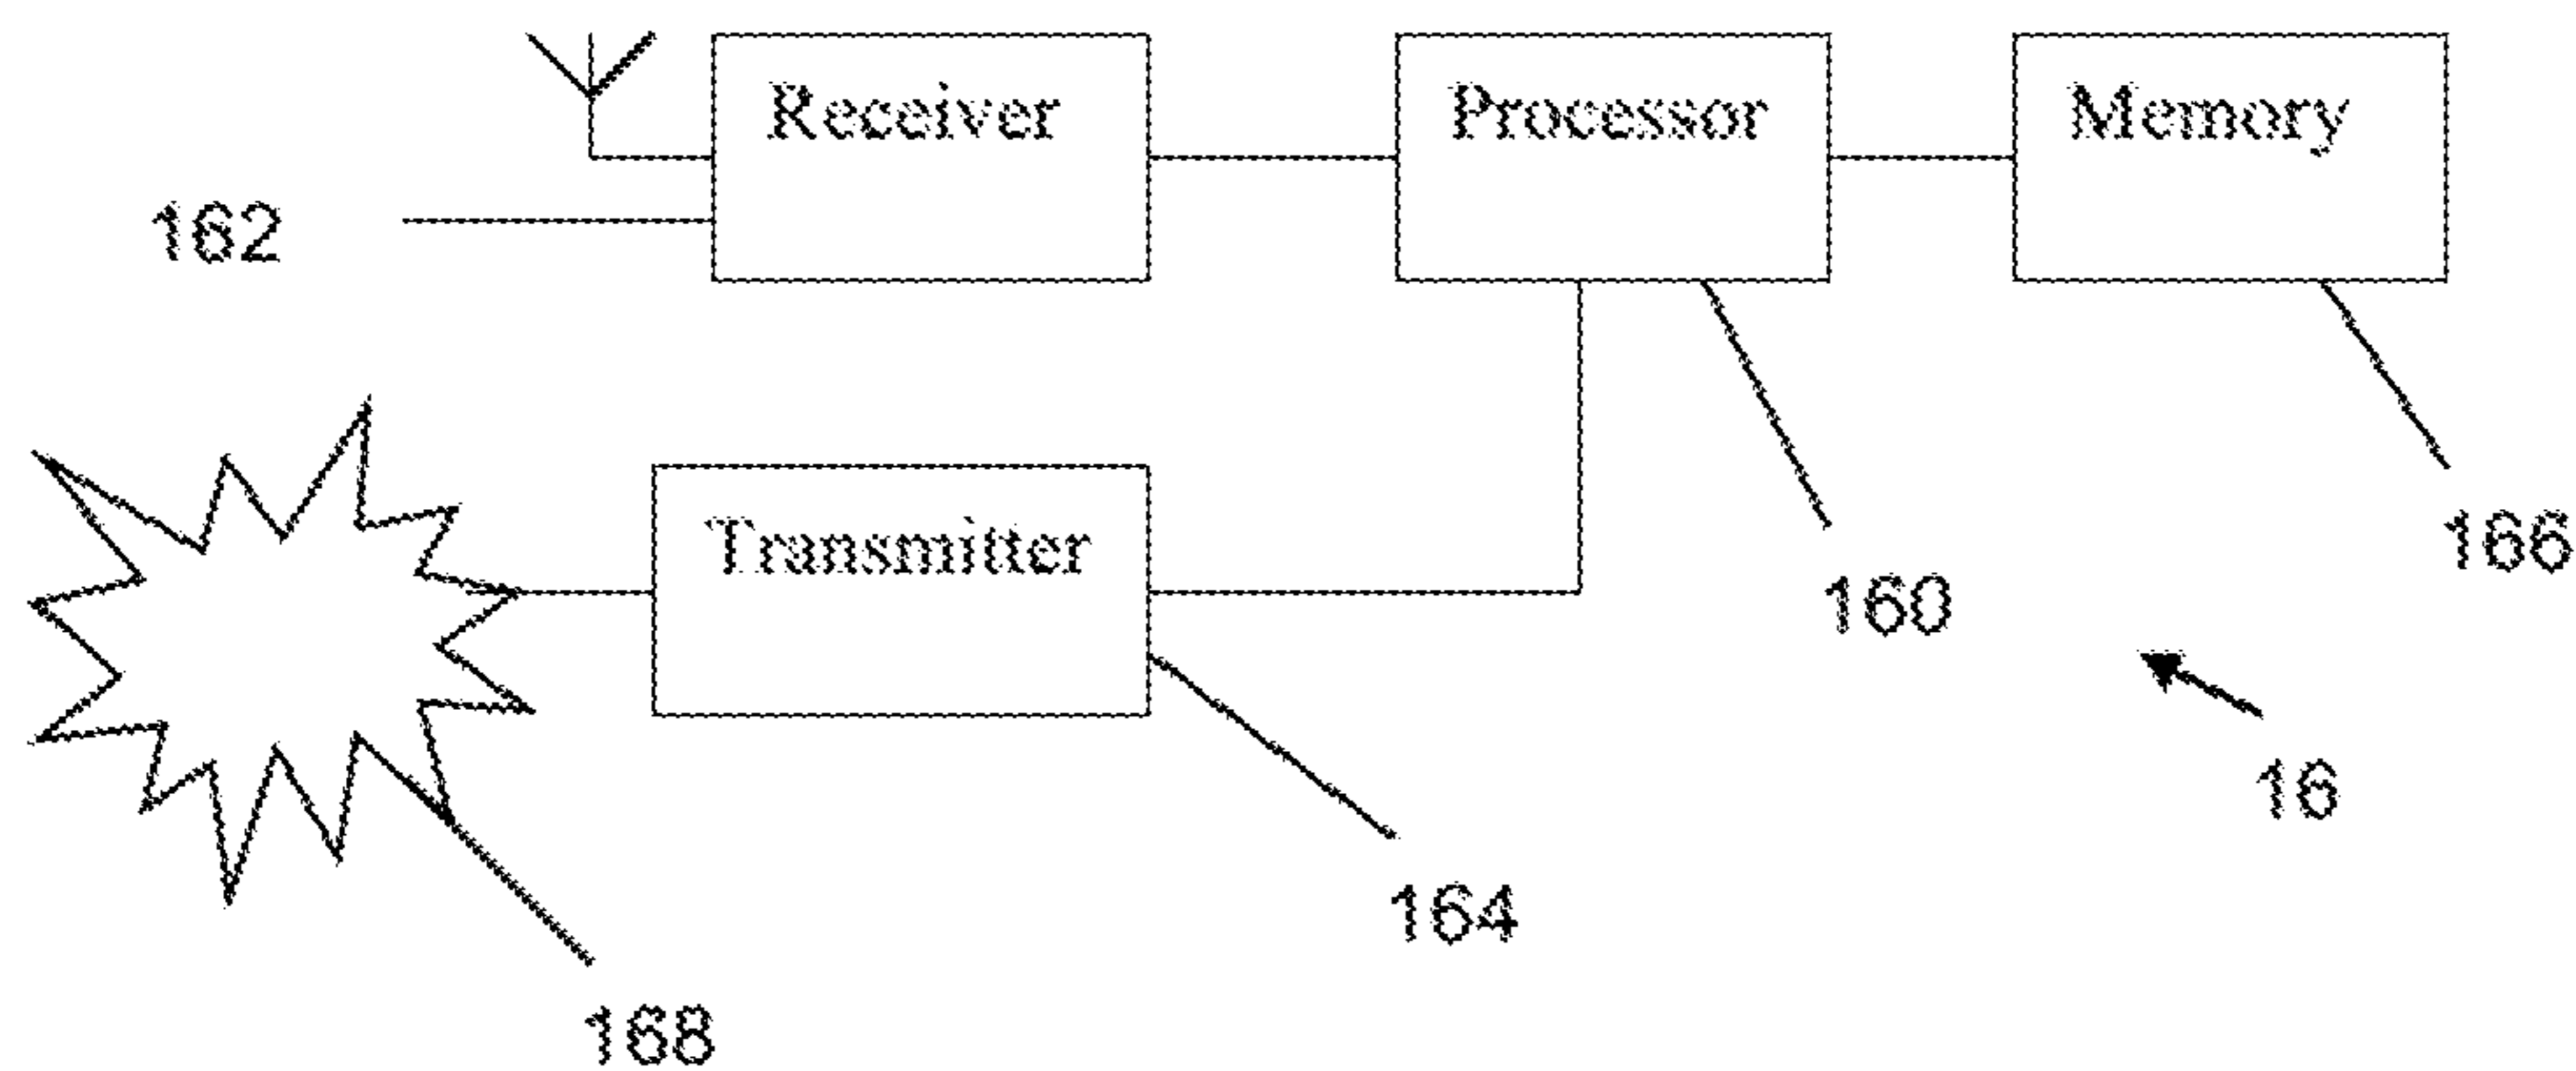 Receiver
Processor
Memory
162
Transmitter
166
160
16
164
168